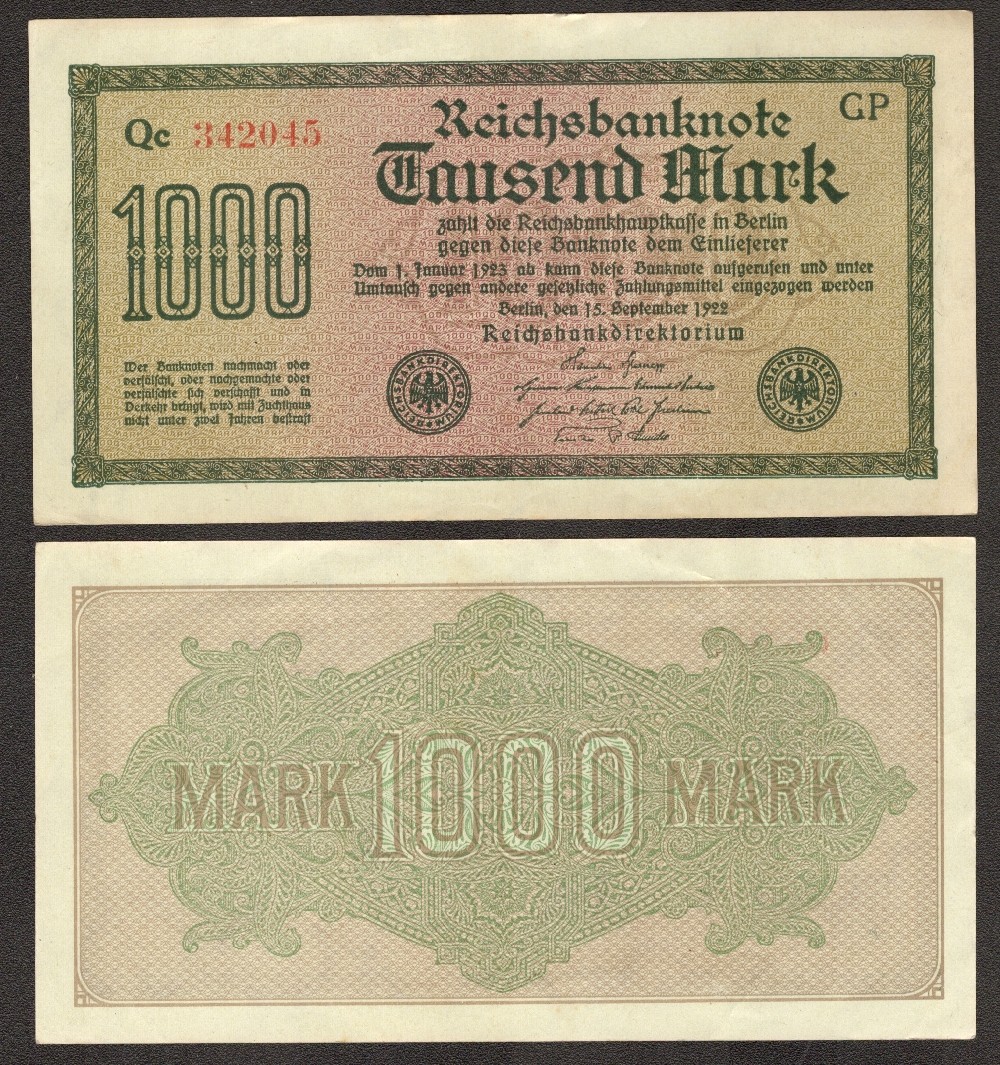 Qc 342045
GP
Reichsbanknote
Tausend Mark
1000
zahlt die Reichsbankhauptkasse in Berlin
gegen diese Banknote dem Einlieferer
Vom 1. Januar 1923 ab kann diese Banknote aufgerufen und unter
Umtausch gegen andere gesetzliche Zahlungsmittel eingezogen werden
Berlin, den 15. September 1922
Reichsbankdirektorium
Wer Banknoten nachmacht oder
verfälscht, oder nachgemachte oder
verfälschte sich verschafft und in
Verkehr bringt, wird mit Zuchthaus
nicht unter zwei Jahren bestraft
REICHSBANKDIREKTORIUM
REICHSBANKDIREKTORIUM
MARK 1000 MARK